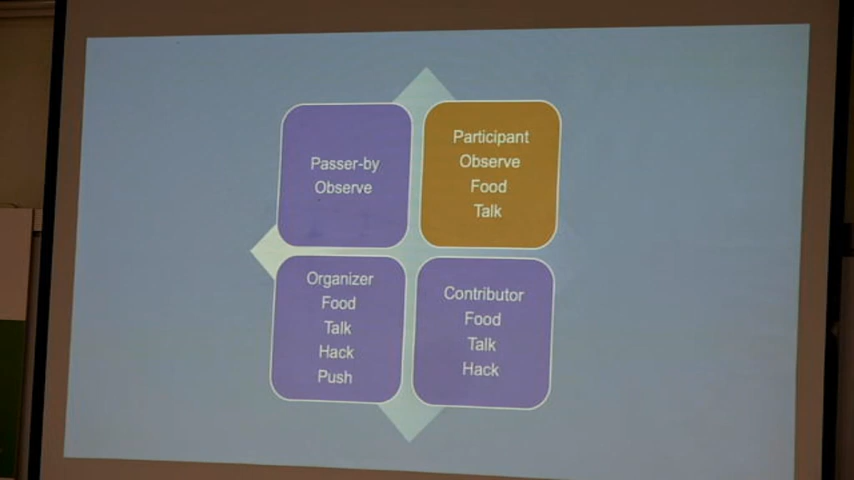 Passer-by
Observe
Participant
Observe
Food
Talk
Organizer
Food
Talk
Hack
Push
Contributor
Food
Talk
Hack